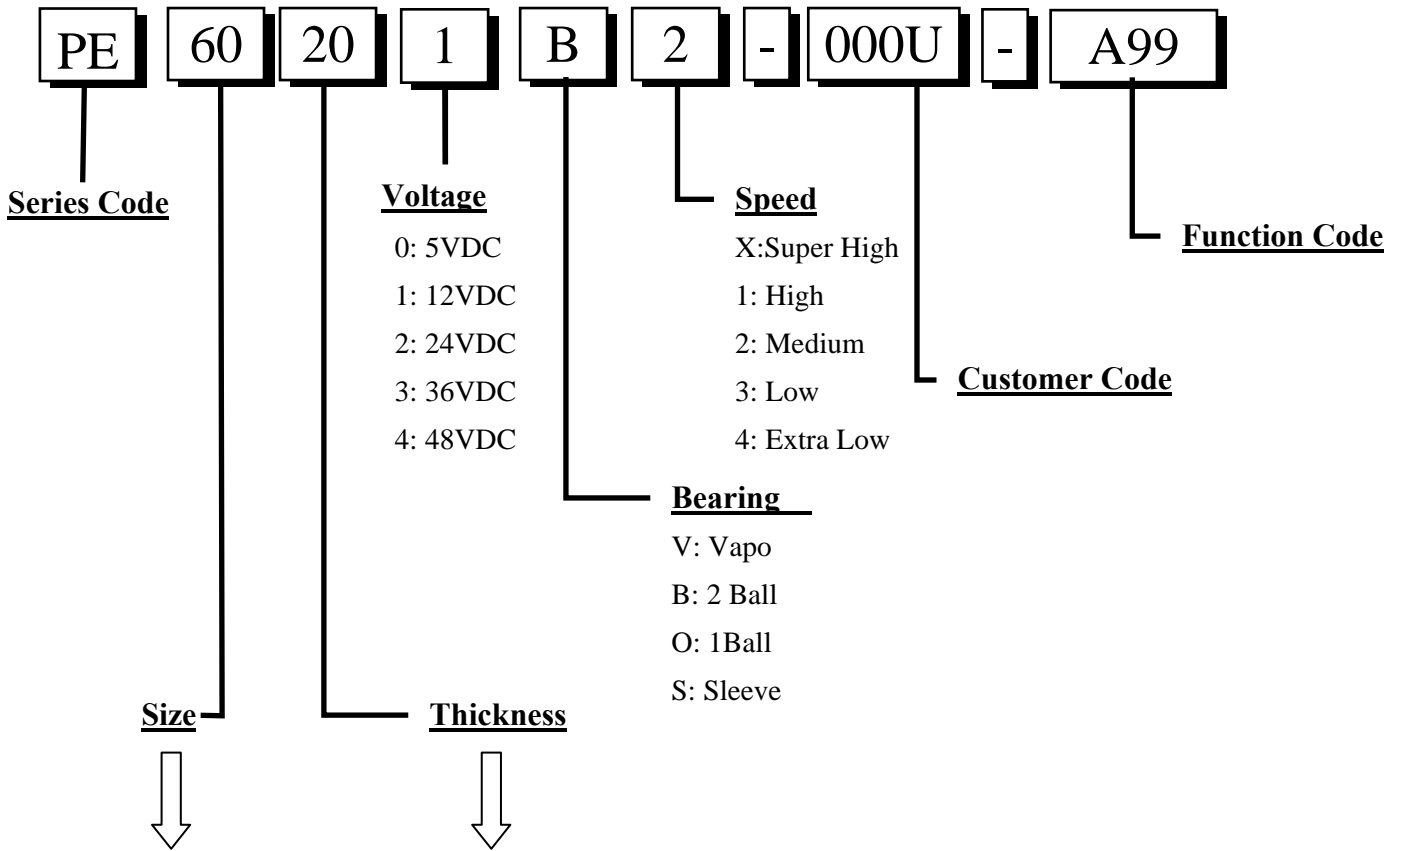 PE 60 20 1 B 2 - 000U - A99
Series Code
Voltage
0: 5VDC
1: 12VDC
2: 24VDC
3: 36VDC
4: 48VDC
Speed
X:Super High
1: High
2: Medium
3: Low
4: Extra Low
Function Code
Customer Code
Bearing
V: Vapo
B: 2 Ball
O: 1Ball
S: Sleeve
Size
Thickness